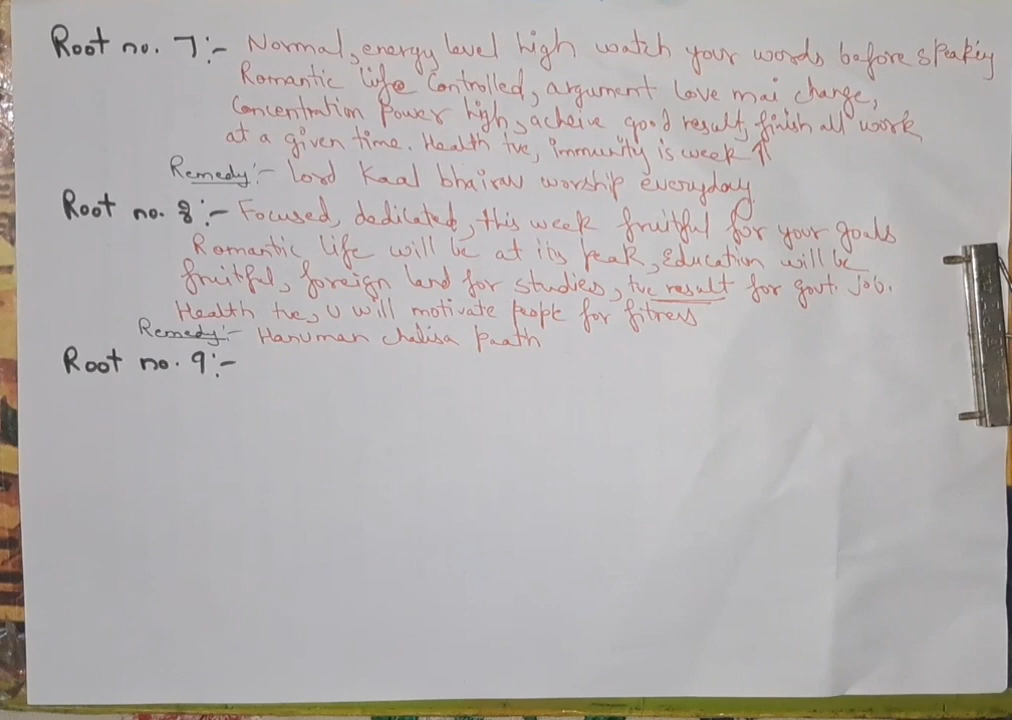 Root no. 7:- Normal, energy level high watch your words before speaking
Romantic life controlled, argument love mai change,
Concentration Power high, acheive good result, finish all work
at a given time. Health +ve, immunity is week ↑
Remedy:- Lord Kaal bhairav worship everyday.
Root no. 8:- Focused, dedicated, this week fruitful for your goals
Romantic life will be at its peak, Education will be
fruitful, foreign land for studies, +ve result for govt. job.
Health +ve, U will motivate people for fitness
Remedy:- Hanuman chalisa paath
Root no. 9:-